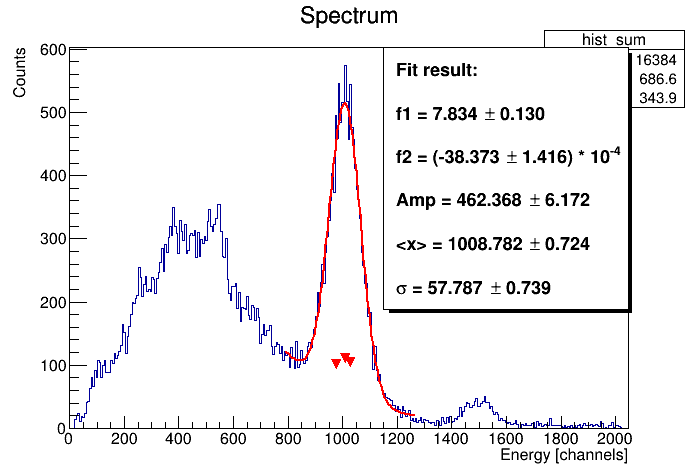 Spectrum
hist_sum
16384
686.6
343.9
Counts
600
500
400
300
200
100
0
Fit result:
f1 = 7.834 ± 0.130
f2 = (-38.373 ± 1.416) * 10⁻⁴
Amp = 462.368 ± 6.172
<x> = 1008.782 ± 0.724
σ = 57.787 ± 0.739
0 200 400 600 800 1000 1200 1400 1600 1800 2000
Energy [channels]